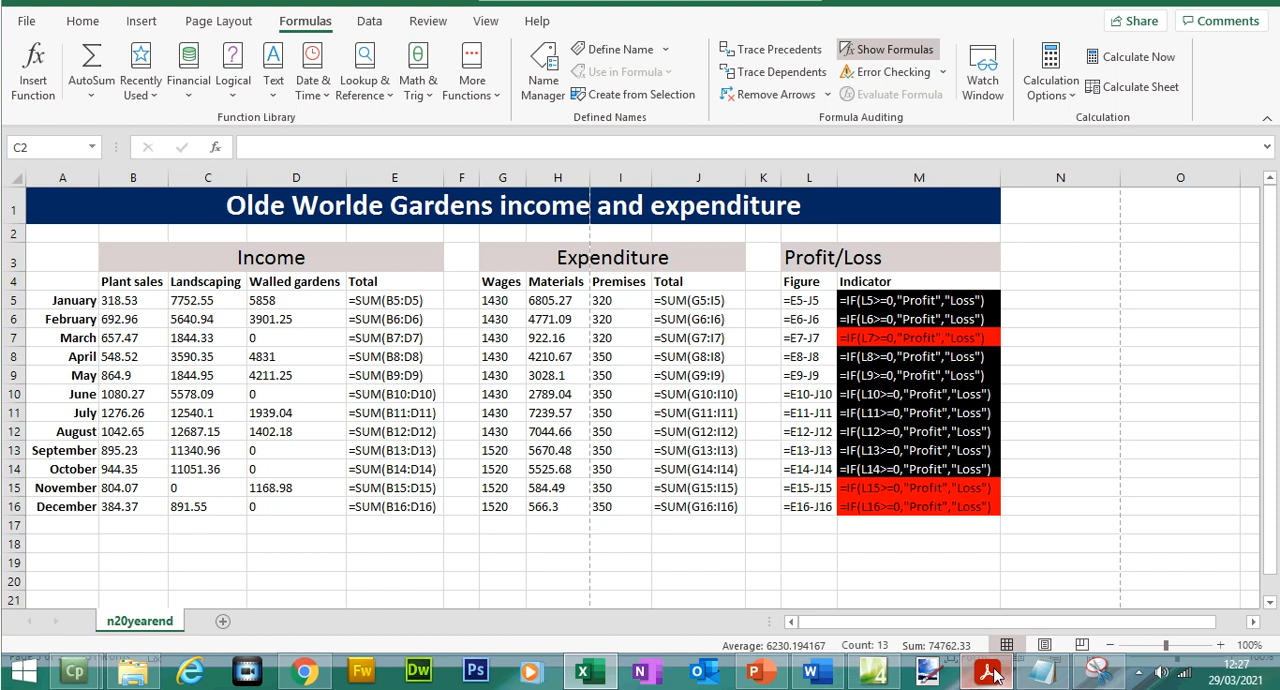 File Home Insert Page Layout Formulas Data Review View Help Share Comments
Insert Function AutoSum Recently Used Financial Logical Text Date & Time Lookup & Reference Math & Trig More Functions
Function Library
Name Manager Define Name Use in Formula Create from Selection
Defined Names
Trace Precedents Show Formulas
Trace Dependents Error Checking
Remove Arrows Evaluate Formula
Watch Window
Formula Auditing
Calculation Options Calculate Now Calculate Sheet
Calculation
C2 fx
A B C D E F G H I J K L M N O
1 Olde Worlde Gardens income and expenditure
2
3 Income Expenditure Profit/Loss
4 Plant sales Landscaping Walled gardens Total Wages Materials Premises Total Figure Indicator
5 January 318.53 7752.55 5858 =SUM(B5:D5) 1430 6805.27 320 =SUM(G5:I5) =E5-J5 =IF(L5>=0,"Profit","Loss")
6 February 692.96 5640.94 3901.25 =SUM(B6:D6) 1430 4771.09 320 =SUM(G6:I6) =E6-J6 =IF(L6>=0,"Profit","Loss")
7 March 657.47 =SUM(B7:D7) 1430 922.16 320 =SUM(G7:I7) =E7-J7 =IF(L7>=0,"Profit","Loss")
8 April 548.52 3590.35 4831 =SUM(B8:D8) 1430 4210.67 350 =SUM(G8:I8) =E8-J8 =IF(L8>=0,"Profit","Loss")
9 May 864.9 1844.95 4211.25 =SUM(B9:D9) 1430 3028.1 350 =SUM(G9:I9) =E9-J9 =IF(L9>=0,"Profit","Loss")
10 June 1080.27 5578.09 0 =SUM(B10:D10) 1430 2789.04 350 =SUM(G10:I10) =E10-J10 =IF(L10>=0,"Profit","Loss")
11 July 1276.26 12540.1 1939.04 =SUM(B11:D11) 1430 7239.57 350 =SUM(G11:I11) =E11-J11 =IF(L11>=0,"Profit","Loss")
12 August 1042.65 12687.15 1402.18 =SUM(B12:D12) 1430 7044.66 350 =SUM(G12:I12) =E12-J12 =IF(L12>=0,"Profit","Loss")
13 September 895.23 11340.96 0 =SUM(B13:D13) 1520 5670.48 350 =SUM(G13:I13) =E13-J13 =IF(L13>=0,"Profit","Loss")
14 October 944.35 11051.36 0 =SUM(B14:D14) 1520 5525.68 350 =SUM(G14:I14) =E14-J14 =IF(L14>=0,"Profit","Loss")
15 November 804.07 0 1168.98 =SUM(B15:D15) 1520 584.49 350 =SUM(G15:I15) =E15-J15 =IF(L15>=0,"Profit","Loss")
16 December 384.37 891.55 0 =SUM(B16:D16) 1520 566.3 350 =SUM(G16:I16) =E16-J16 =IF(L16>=0,"Profit","Loss")
17
18
19
20
21
n20yearend
Average: 6230.194167 Count: 13 Sum: 74762.33 100%
Cp Fw Dw Ps X N O P W 4
12:27
29/03/2021